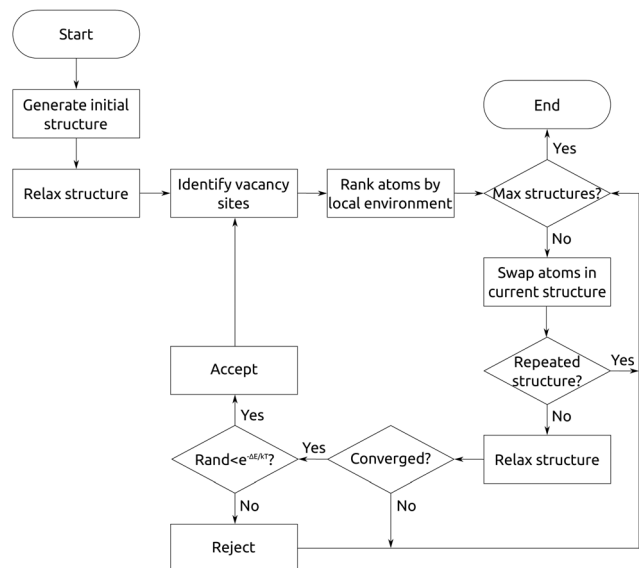 Start
Generate initial
structure
Relax structure
Identify vacancy
sites
Rank atoms by
local environment
Max structures?
Yes
End
No
Swap atoms in
current structure
Repeated
structure?
Yes
No
Relax structure
Converged?
Yes
No
Rand<e^-ΔE/kT?
Yes
No
Accept
Reject